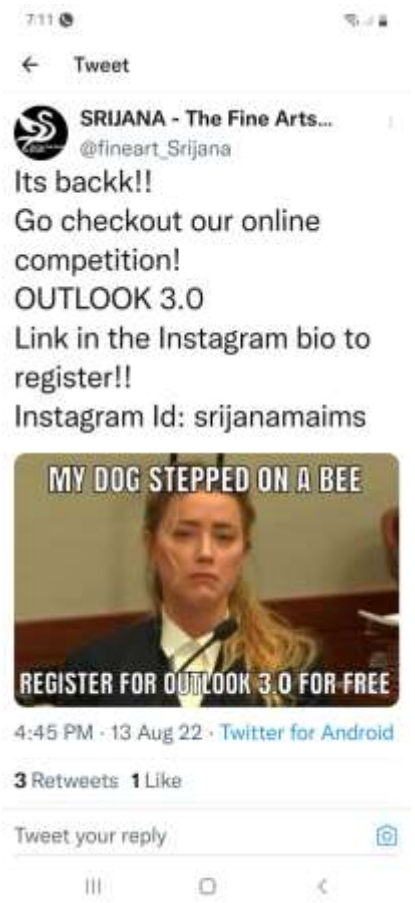 7:11
Tweet
SRIJANA - The Fine Arts...
@fineart_Srijana
Its backk!!
Go checkout our online
competition!
OUTLOOK 3.0
Link in the Instagram bio to
register!!
Instagram Id: srijanamaims
MY DOG STEPPED ON A BEE
REGISTER FOR OUTLOOK 3.0 FOR FREE
4:45 PM · 13 Aug 22 · Twitter for Android
3 Retweets 1 Like
Tweet your reply